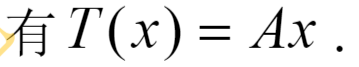 有 T(x) = Ax .